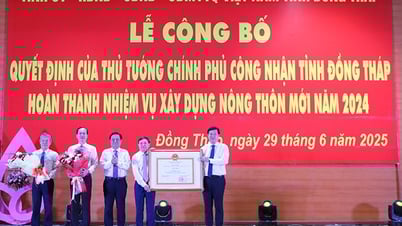 LỄ CÔNG BỐ
QUYẾT ĐỊNH CỦA THỦ TƯỚNG CHÍNH PHỦ CÔNG NHẬN TỈNH ĐỒNG THÁP
HOÀN THÀNH NHIỆM VỤ XÂY DỰNG NÔNG THÔN MỚI NĂM 2024
Đồng Tháp, ngày 29 tháng 6 năm 2025